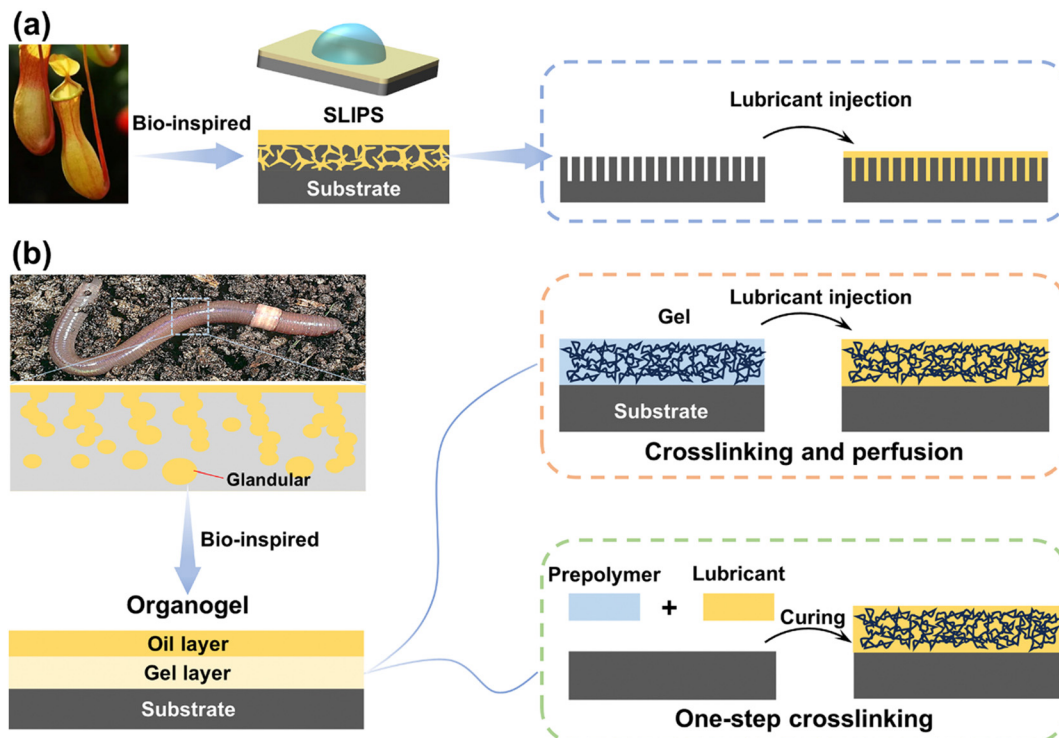 (a)
Bio-inspired
SLIPS
Substrate
Lubricant injection
(b)
Glandular
Bio-inspired
Organogel
Oil layer
Gel layer
Substrate
Lubricant injection
Gel
Substrate
Crosslinking and perfusion
Prepolymer
+
Lubricant
Curing
One-step crosslinking